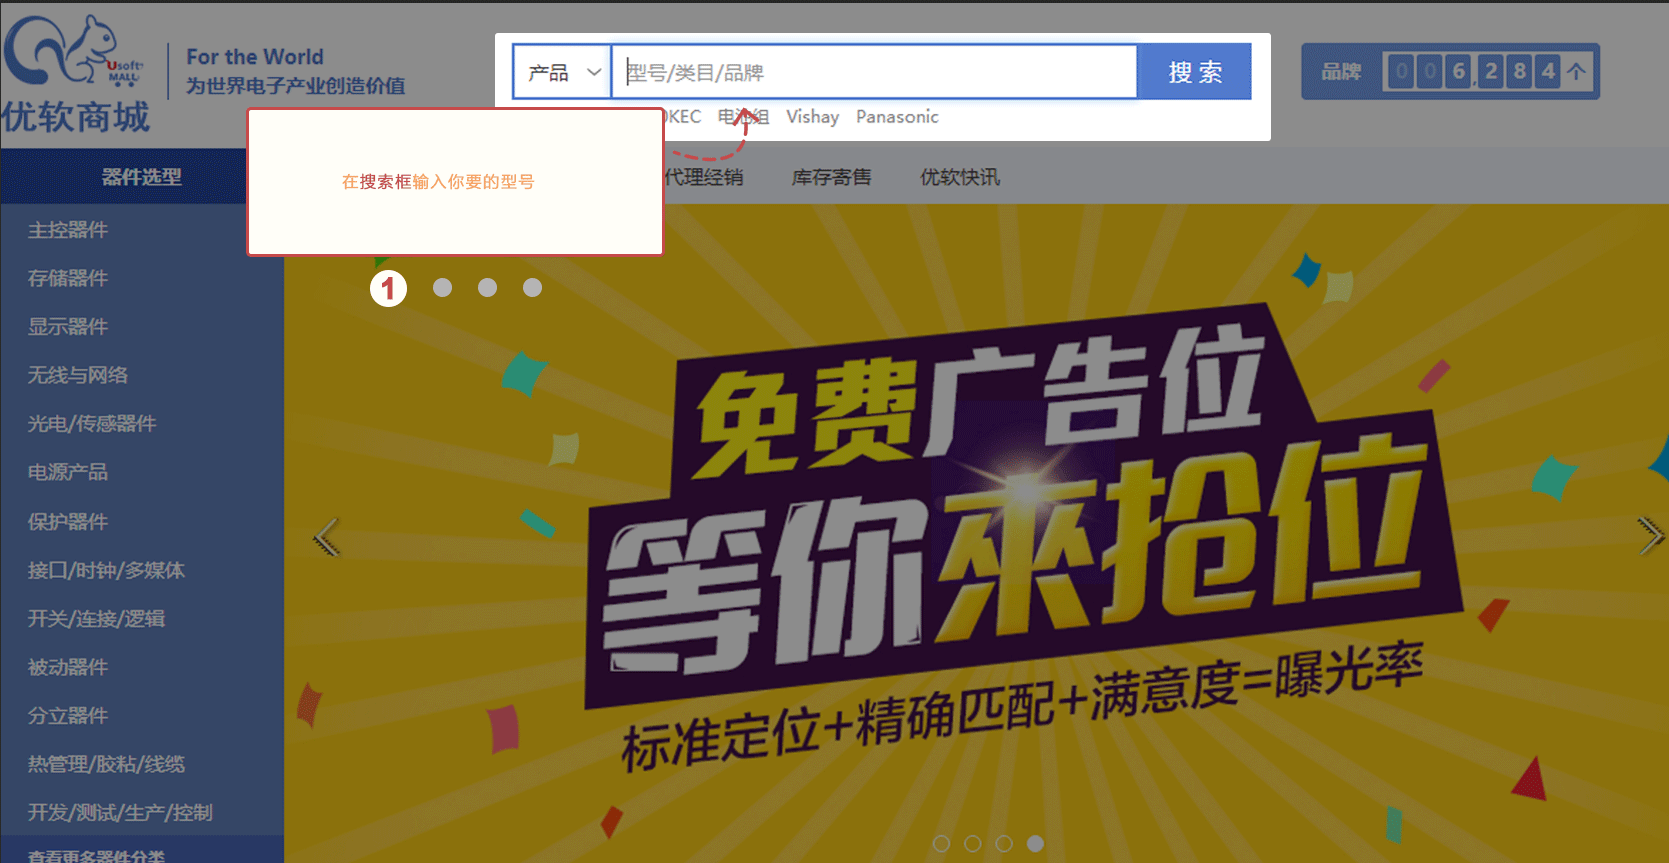 Usoft
MALL
优软商城
For the World
为世界电子产业创造价值
产品
型号/类目/品牌
搜索
品牌
006,284个
电池组
Vishay
Panasonic
器件选型
代理经销
库存寄售
优软快讯
在搜索框输入你要的型号
1
主控器件
存储器件
显示器件
无线与网络
光电/传感器件
电源产品
保护器件
接口/时钟/多媒体
开关/连接/逻辑
被动器件
分立器件
热管理/胶粘/线缆
开发/测试/生产/控制
查看更多器件分类
免费广告位
等你來抢位
标准定位+精确匹配+满意度=曝光率